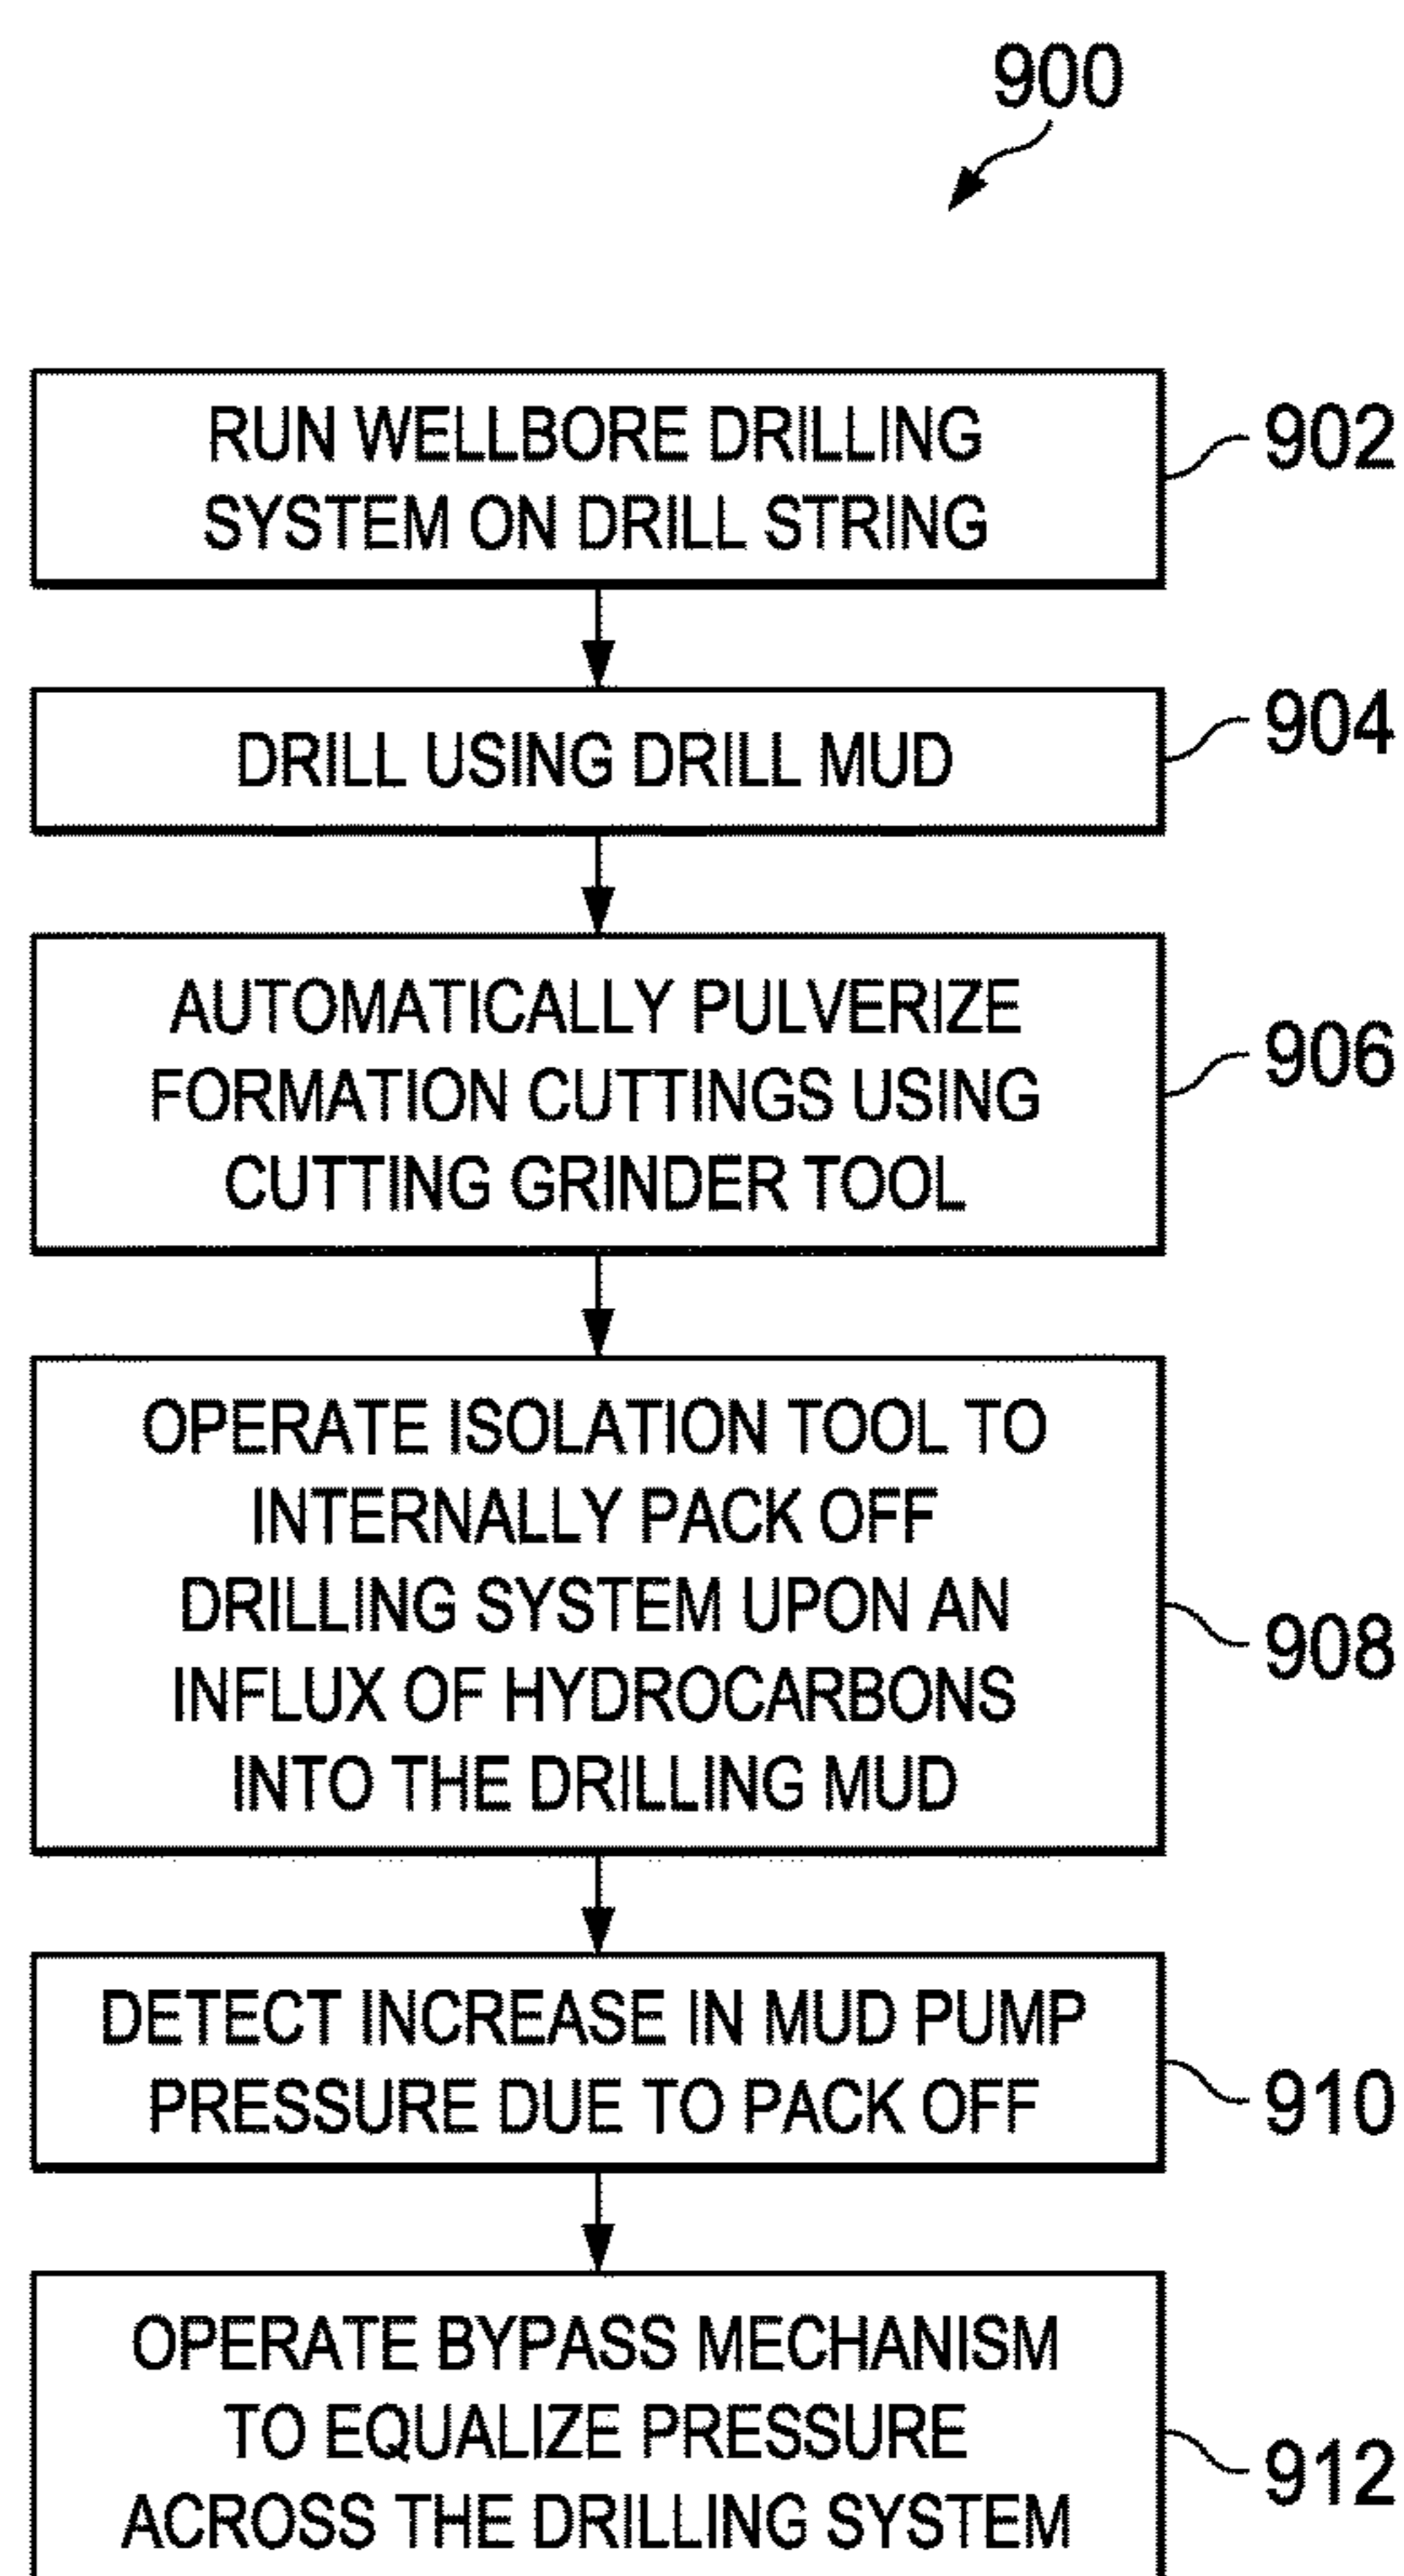 900
RUN WELLBORE DRILLING
SYSTEM ON DRILL STRING
902
DRILL USING DRILL MUD
904
AUTOMATICALLY PULVERIZE
FORMATION CUTTINGS USING
CUTTING GRINDER TOOL
906
OPERATE ISOLATION TOOL TO
INTERNALLY PACK OFF
DRILLING SYSTEM UPON AN
INFLUX OF HYDROCARBONS
INTO THE DRILLING MUD
908
DETECT INCREASE IN MUD PUMP
PRESSURE DUE TO PACK OFF
910
OPERATE BYPASS MECHANISM
TO EQUALIZE PRESSURE
ACROSS THE DRILLING SYSTEM
912